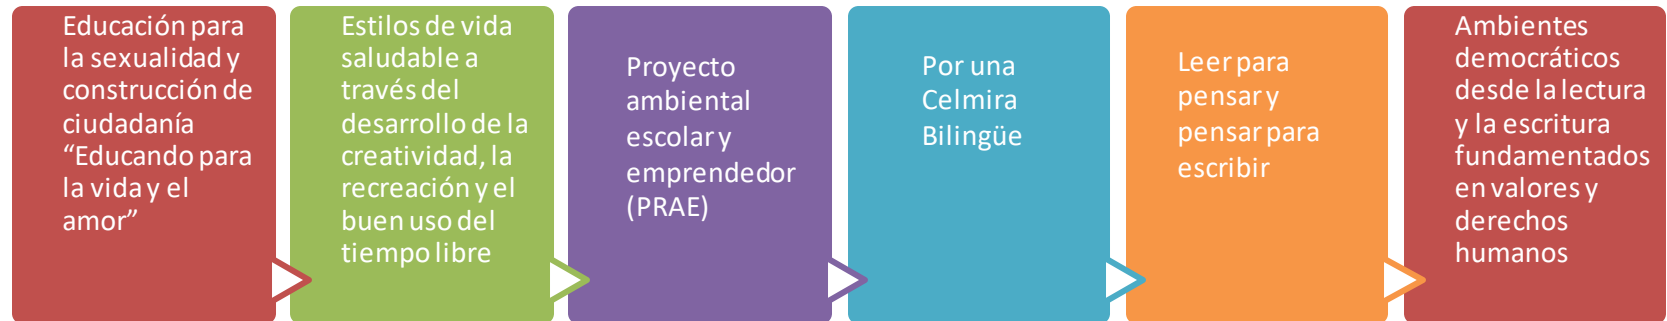 Educación para
la sexualidad y
construcción de
ciudadanía
“Educando para
la vida y el
amor”
Estilos de vida
saludable a
través del
desarrollo de la
creatividad, la
recreación y el
buen uso del
tiempo libre
Proyecto
ambiental
escolar y
emprendedor
(PRAE)
Por una
Celmira
Bilingüe
Leer para
pensar y
pensar para
escribir
Ambientes
democráticos
desde la lectura
y la escritura
fundamentados
en valores y
derechos
humanos